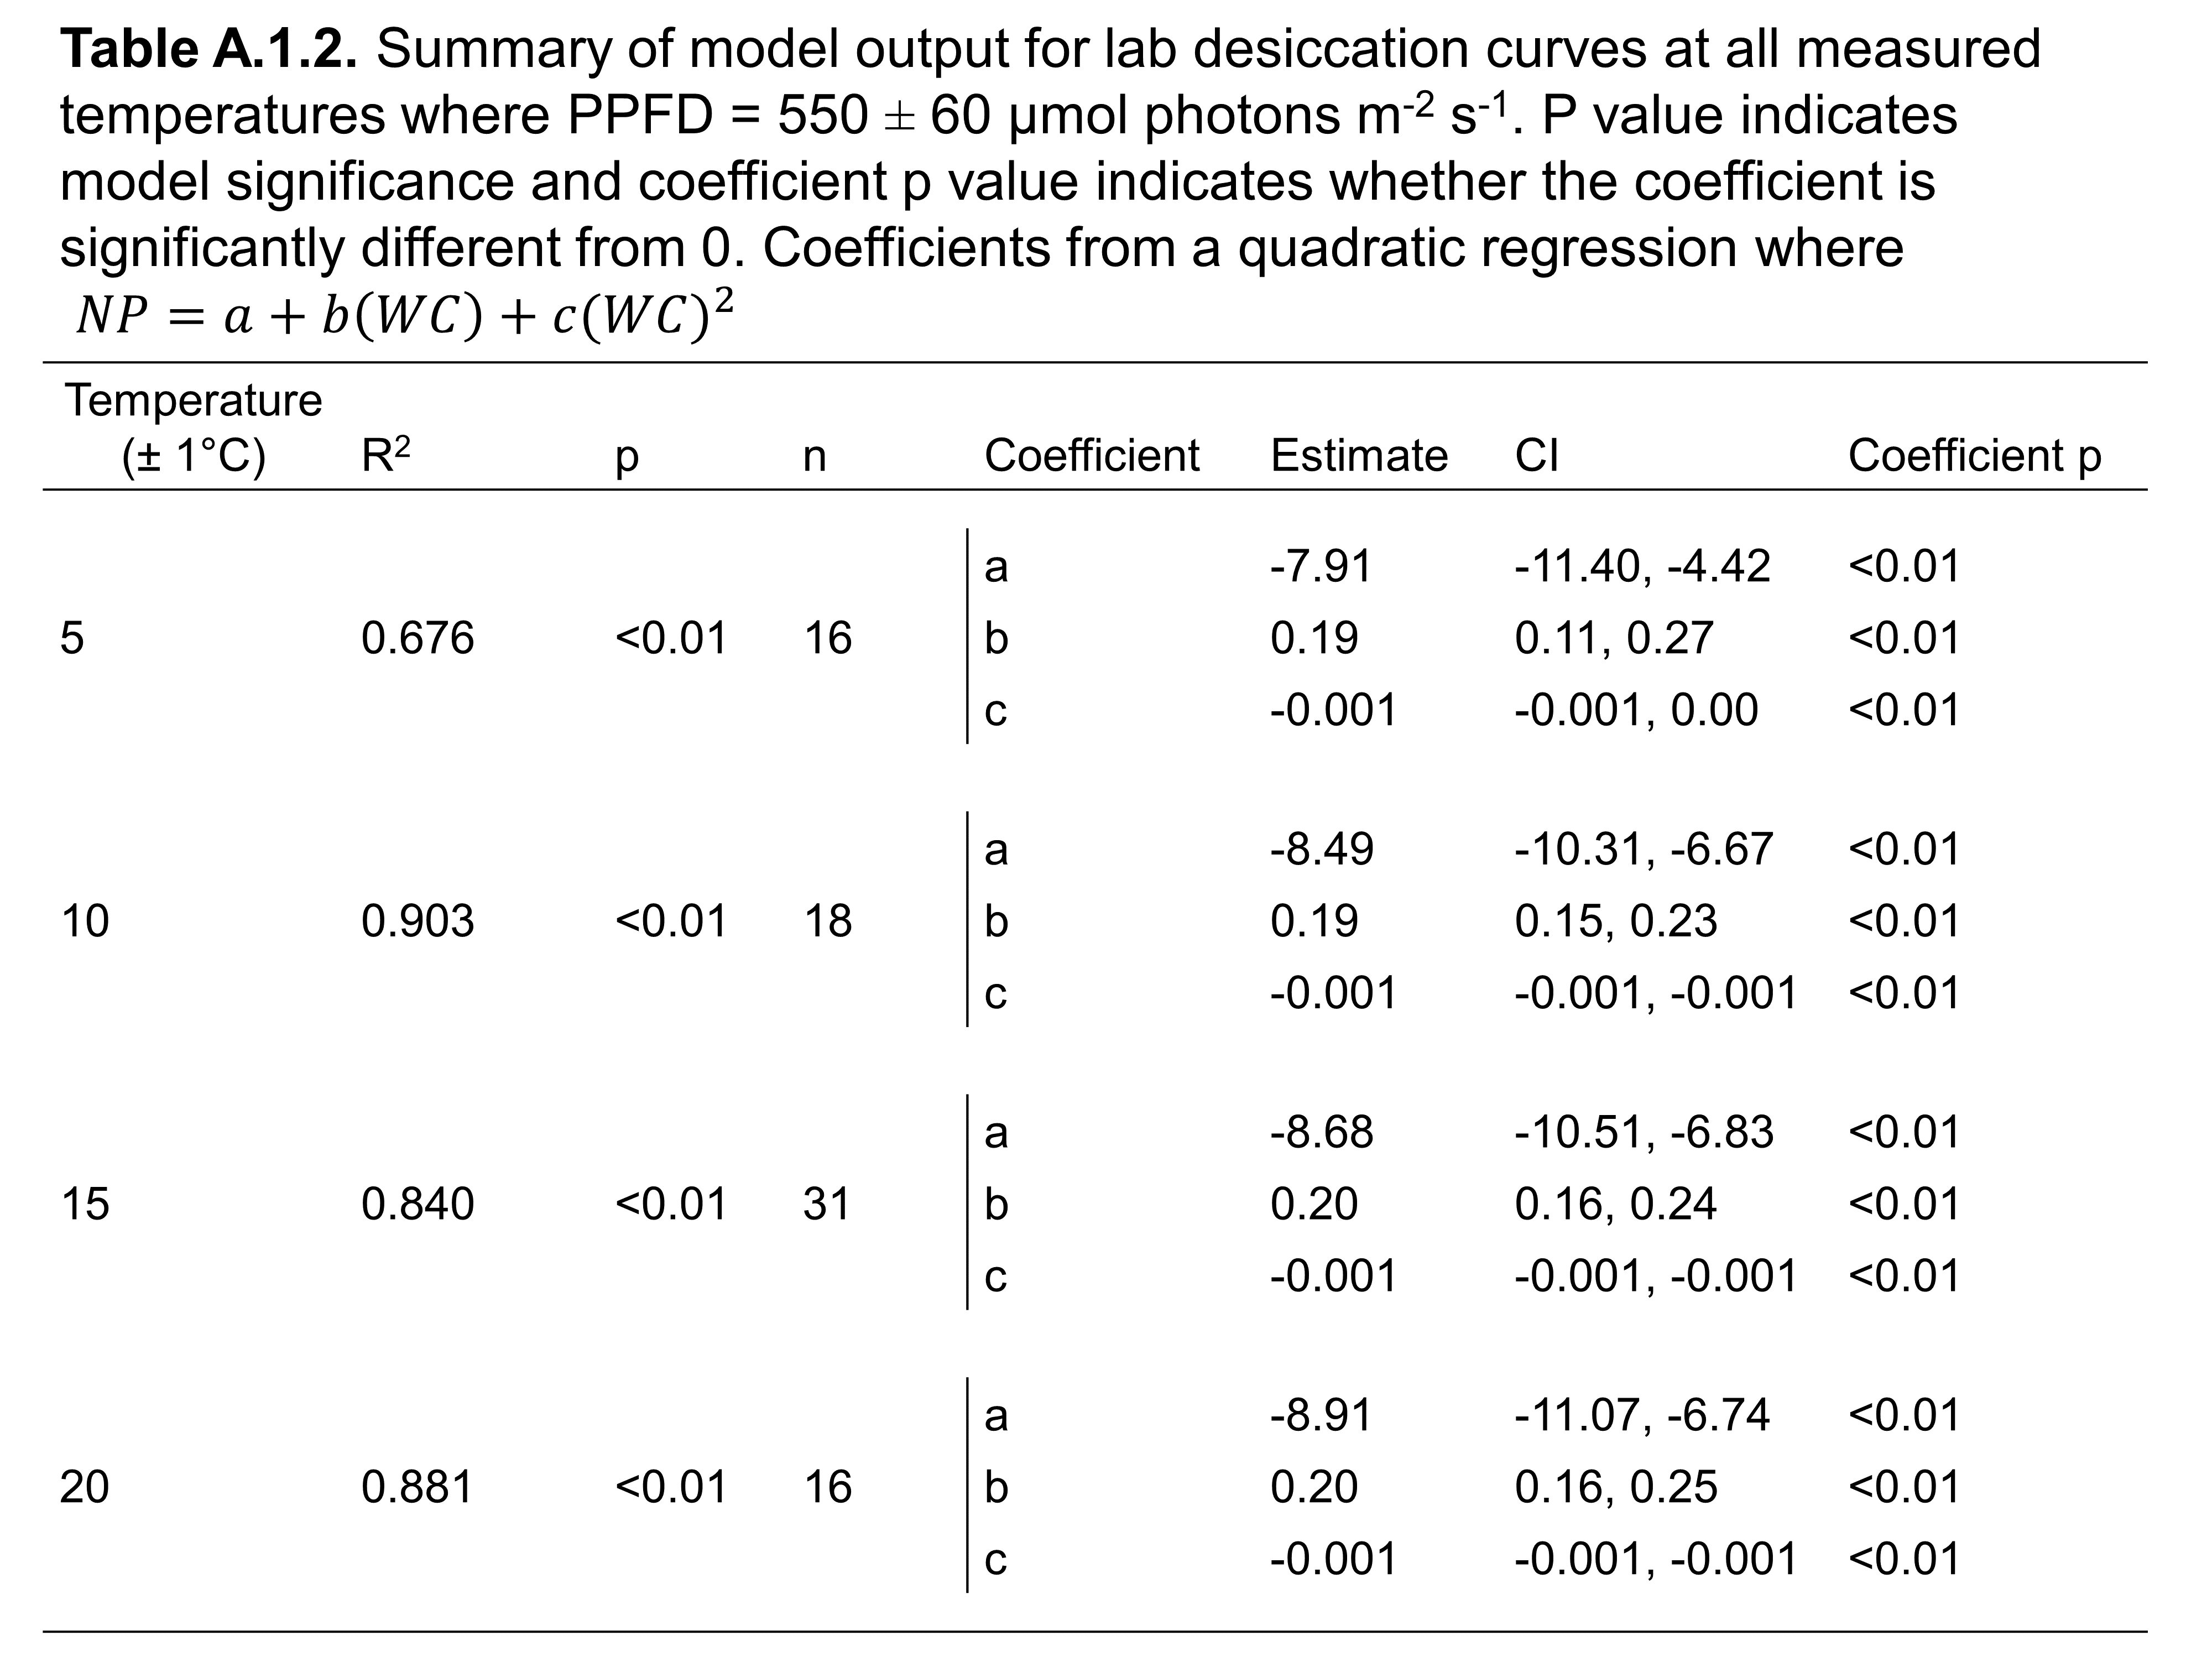 Table A.1.2. Summary of model output for lab desiccation curves at all measured
temperatures where PPFD = 550 ± 60 µmol photons m-2 s-1. P value indicates
model significance and coefficient p value indicates whether the coefficient is
significantly different from 0. Coefficients from a quadratic regression where
NP = a + b(WC) + c(WC)²
Temperature
(± 1°C) R² p n Coefficient Estimate CI Coefficient p
a -7.91 -11.40, -4.42 <0.01
5 0.676 <0.01 16 b 0.19 0.11, 0.27 <0.01
c -0.001 -0.001, 0.00 <0.01
a -8.49 -10.31, -6.67 <0.01
10 0.903 <0.01 18 b 0.19 0.15, 0.23 <0.01
c -0.001 -0.001, -0.001 <0.01
a -8.68 -10.51, -6.83 <0.01
15 0.840 <0.01 31 b 0.20 0.16, 0.24 <0.01
c -0.001 -0.001, -0.001 <0.01
a -8.91 -11.07, -6.74 <0.01
20 0.881 <0.01 16 b 0.20 0.16, 0.25 <0.01
c -0.001 -0.001, -0.001 <0.01